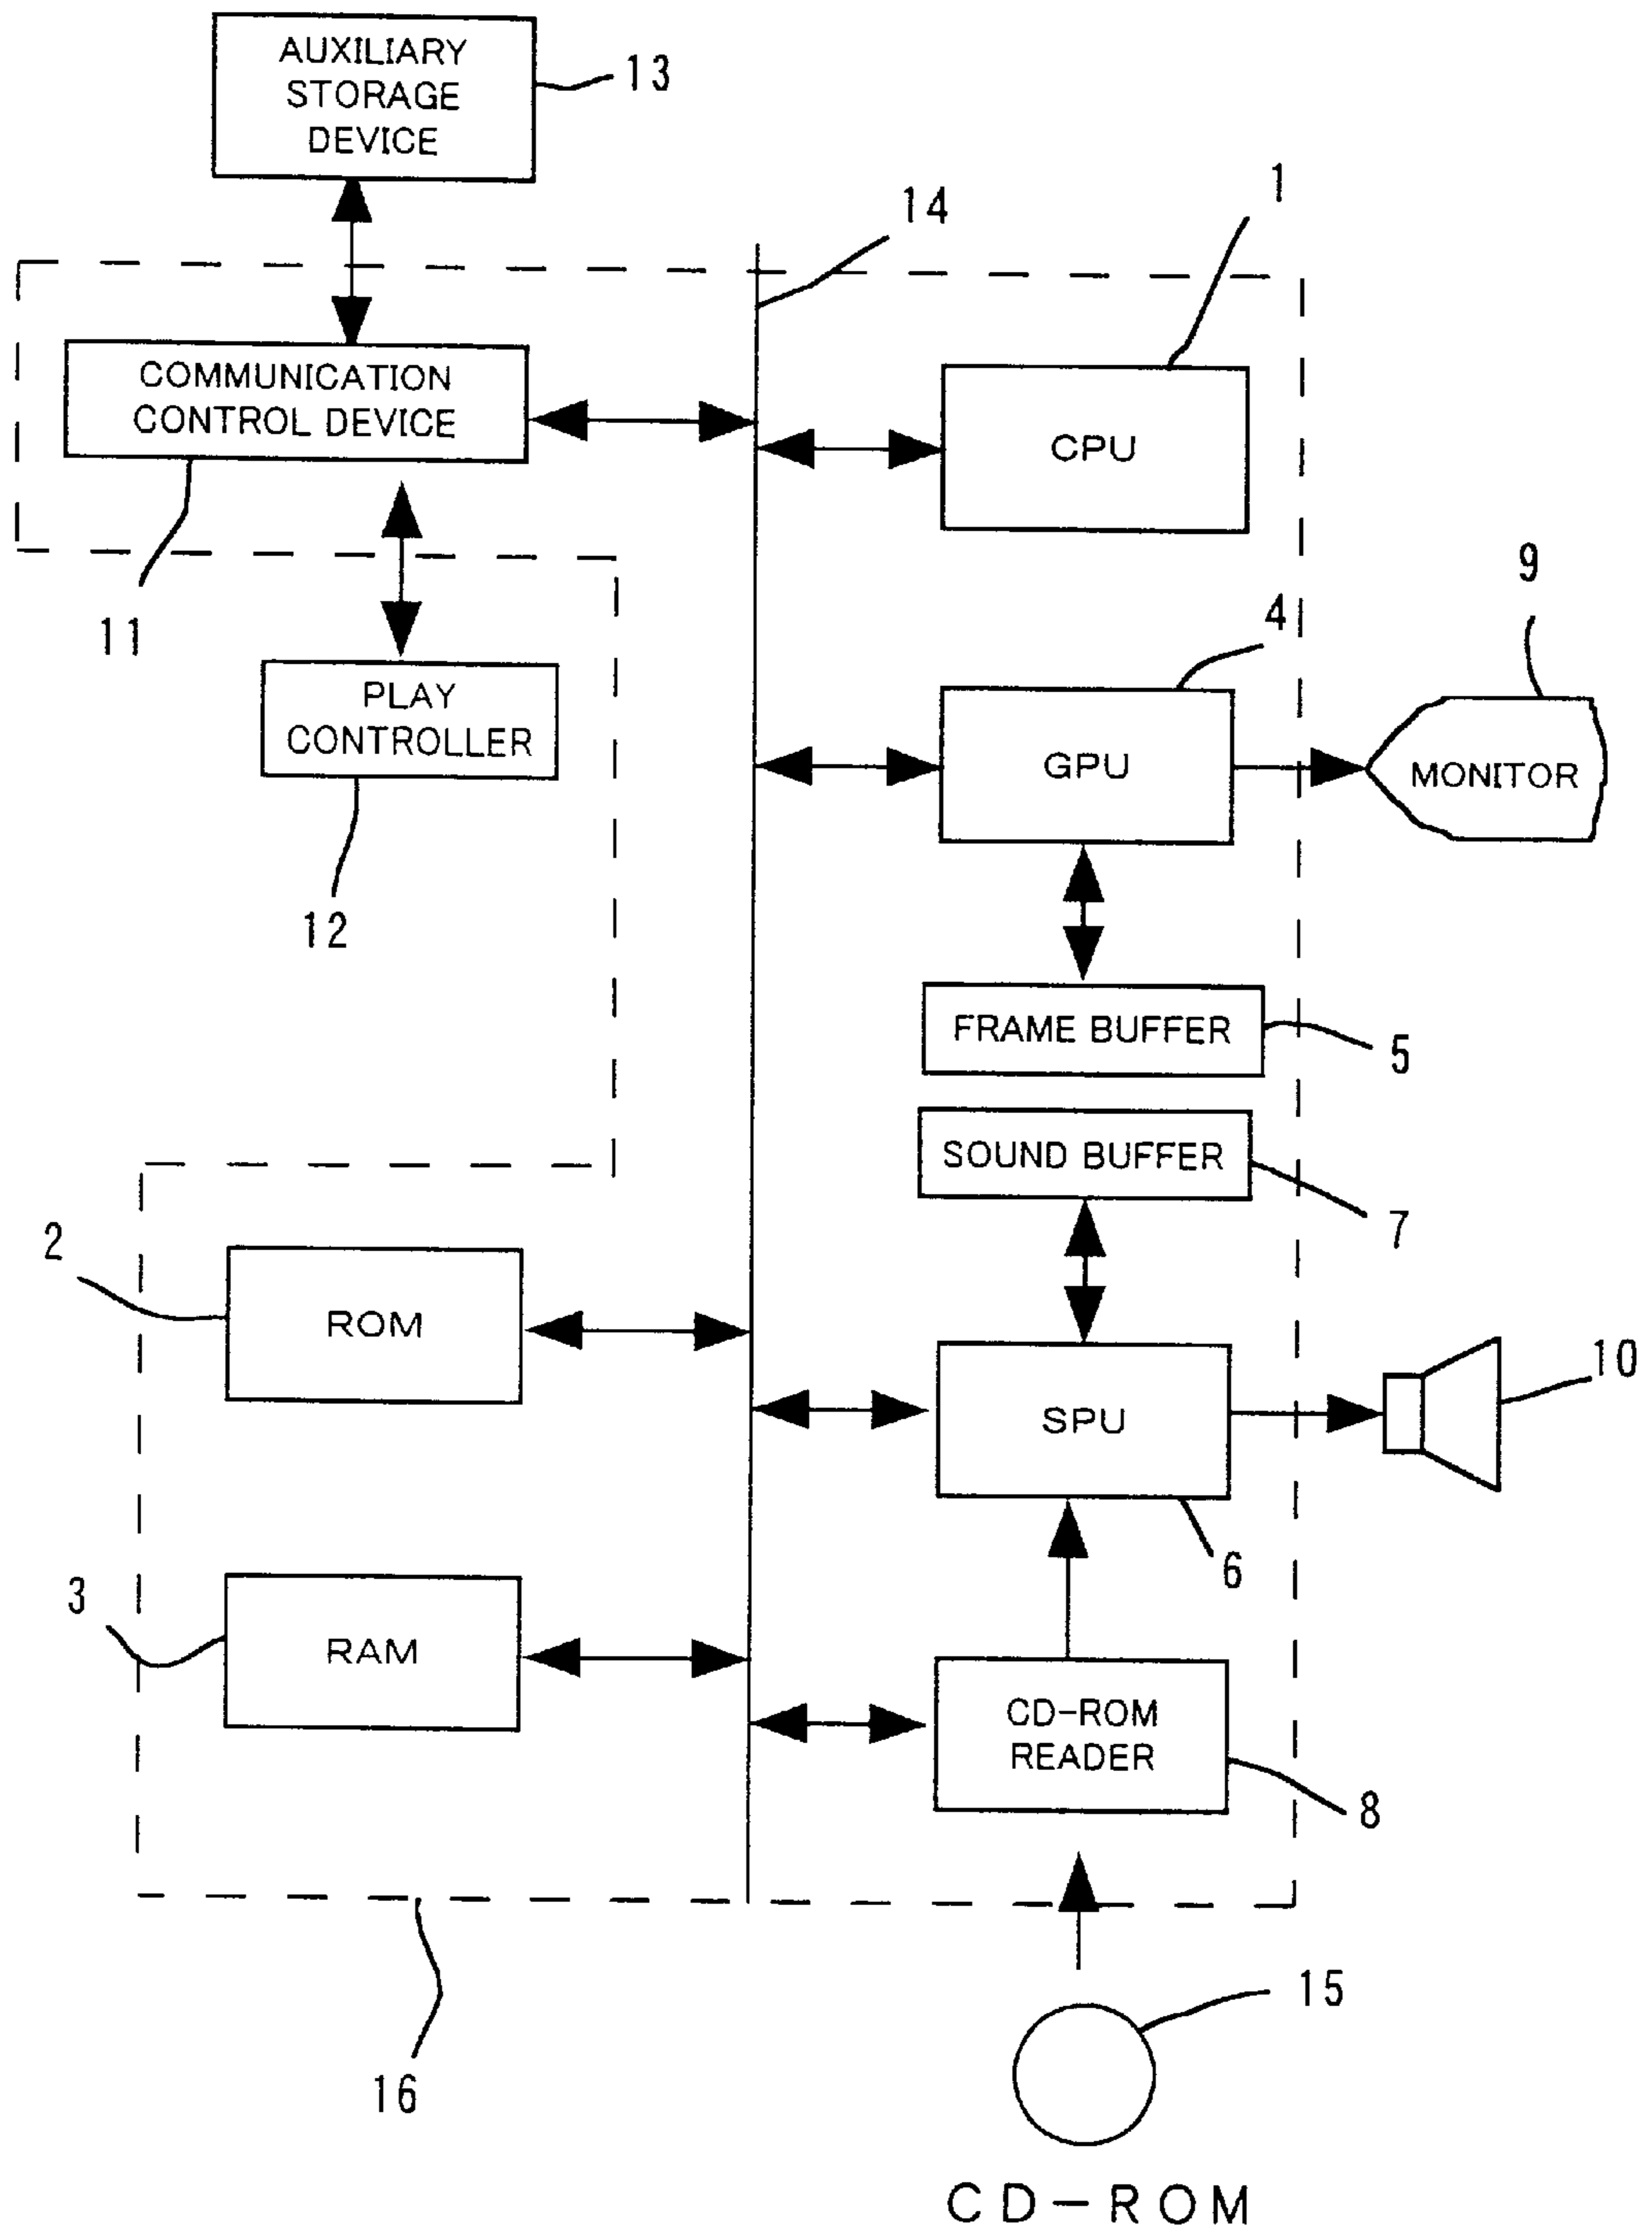 AUXILIARY
STORAGE
DEVICE
13
14
1
COMMUNICATION
CONTROL DEVICE
CPU
11
9
4
PLAY
CONTROLLER
GPU
MONITOR
12
FRAME BUFFER
5
SOUND BUFFER
7
2
ROM
10
SPU
6
3
RAM
CD-ROM
READER
8
15
16
CD-ROM